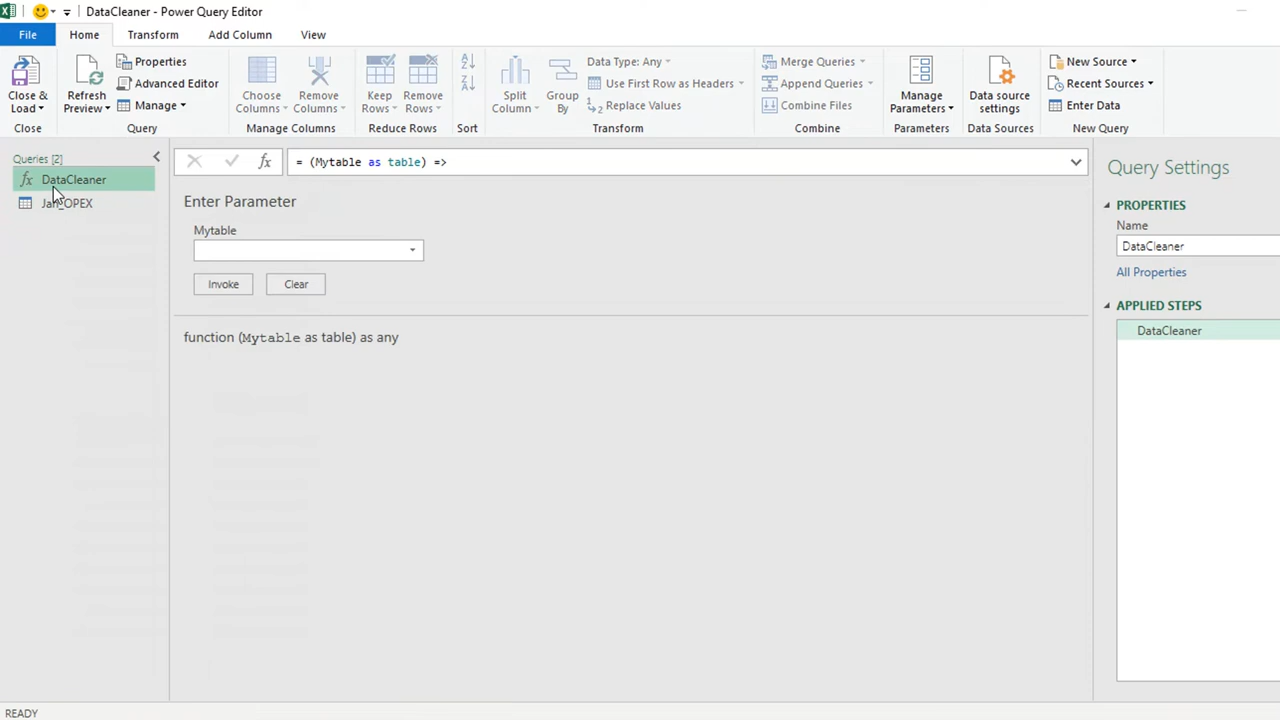 DataCleaner - Power Query Editor
File Home Transform Add Column View
Close & Load
Close
Refresh Preview
Properties
Advanced Editor
Manage
Query
Choose Columns
Remove Columns
Manage Columns
Keep Rows
Remove Rows
Reduce Rows
Sort
Split Column
Group By
Data Type: Any
Use First Row as Headers
Replace Values
Transform
Merge Queries
Append Queries
Combine Files
Combine
Manage Parameters
Parameters
Data source settings
Data Sources
New Source
Recent Sources
Enter Data
New Query
Queries [2]
DataCleaner
Jan_OPEX
fx
= (Mytable as table) =>
Enter Parameter
Mytable
Invoke Clear
function (Mytable as table) as any
Query Settings
PROPERTIES
Name
DataCleaner
All Properties
APPLIED STEPS
DataCleaner
READY